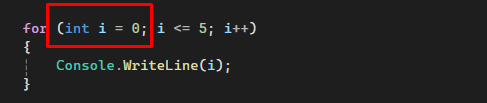 for (int i = 0; i <= 5; i++)
{
    Console.WriteLine(i);
}